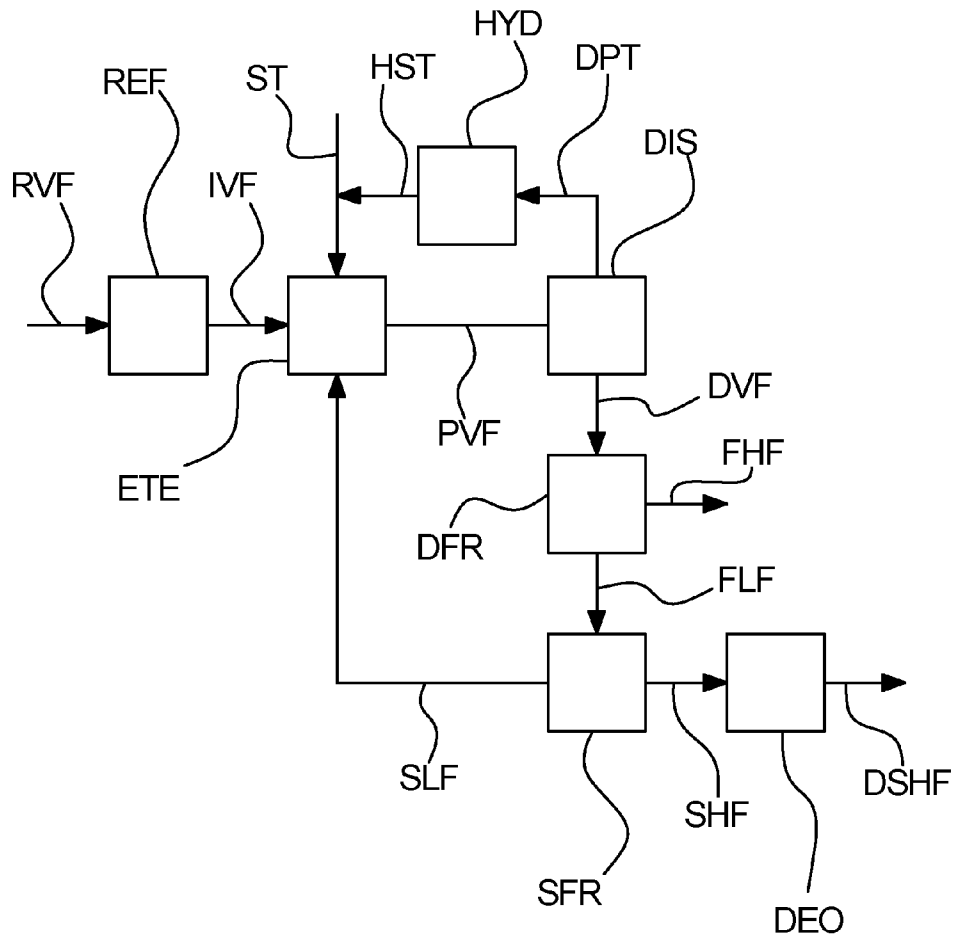 HYD
ST
HST
DPT
REF
DIS
RVF
IVF
DVF
PVF
FHF
ETE
DFR
FLF
SLF
SHF
DSHF
SFR
DEO